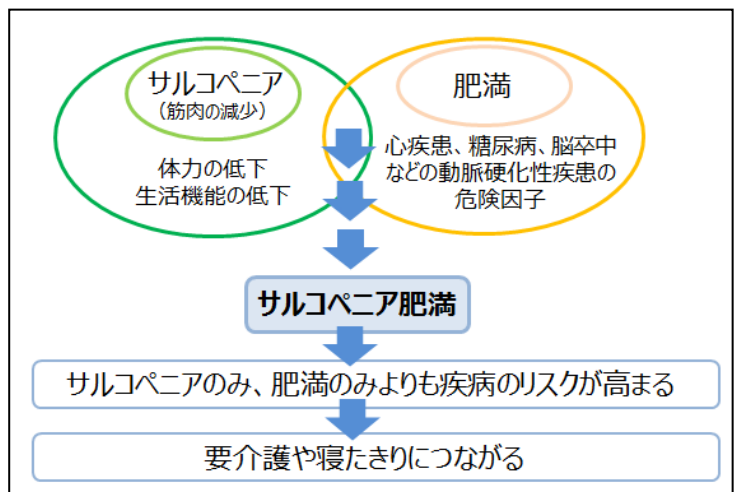 サルコペニア
（筋肉の減少）
体力の低下
生活機能の低下
肥満
心疾患、糖尿病、脳卒中
などの動脈硬化性疾患の
危険因子
サルコペニア肥満
サルコペニアのみ、肥満のみよりも疾病のリスクが高まる
要介護や寝たきりにつながる